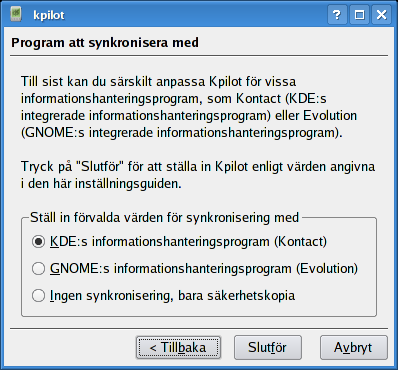 kpilot
Program att synkronisera med
Till sist kan du särskilt anpassa Kpilot för vissa
informationshanteringsprogram, som Kontact (KDE:s
integrerade informationshanteringsprogram) eller Evolution
(GNOME:s integrerade informationshanteringsprogram).
Tryck på "Slutför" för att ställa in Kpilot enligt värden angivna
i den här inställningsguiden.
Ställ in förvalda värden för synkronisering med
KDE:s informationshanteringsprogram (Kontact)
GNOME:s informationshanteringsprogram (Evolution)
Ingen synkronisering, bara säkerhetskopia
< Tillbaka Slutför Avbryt